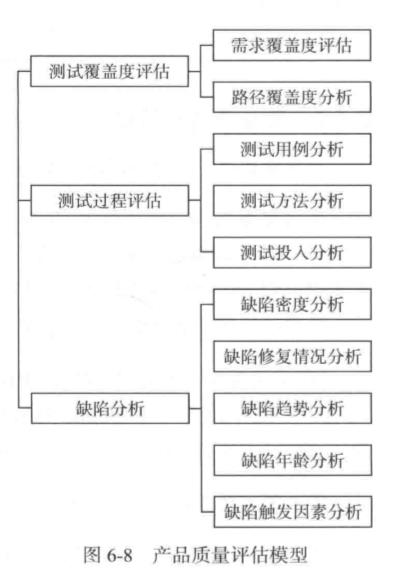 需求覆盖度评估
测试覆盖度评估
路径覆盖度分析
测试用例分析
测试过程评估
测试方法分析
测试投入分析
缺陷密度分析
缺陷修复情况分析
缺陷分析
缺陷趋势分析
缺陷年龄分析
缺陷触发因素分析
图 6-8 产品质量评估模型